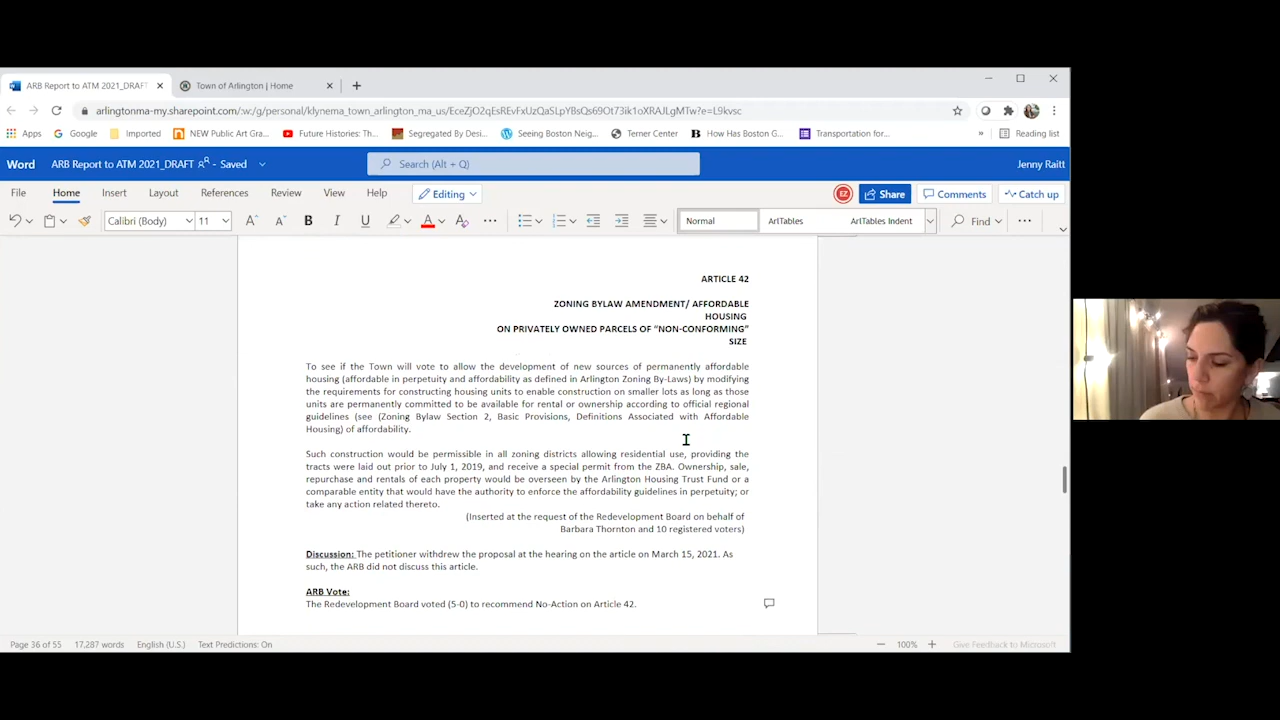 ARB Report to ATM 2021_DRAFT
Town of Arlington | Home
arlingtonma-my.sharepoint.com/:w:/g/personal/klynema_town_arlington_ma_us/EceZjO2qEsREvFxUzQaSLpYBsQs69Ot73ik1oXRAJLgMTw?e=L9kvsc
Apps Google Imported NEW Public Art Gra... Future Histories: Th... Segregated By Desi... Seeing Boston Neig... Terner Center How Has Boston G... Transportation for... » Reading list
Word ARB Report to ATM 2021_DRAFT - Saved Search (Alt + Q) Jenny Raitt
File Home Insert Layout References Review View Help Editing EZ Share Comments Catch up
Calibri (Body) 11 B I U A Normal ArlTables ArlTables Indent Find
ARTICLE 42
ZONING BYLAW AMENDMENT/ AFFORDABLE
HOUSING
ON PRIVATELY OWNED PARCELS OF “NON-CONFORMING”
SIZE
To see if the Town will vote to allow the development of new sources of permanently affordable
housing (affordable in perpetuity and affordability as defined in Arlington Zoning By-Laws) by modifying
the requirements for constructing housing units to enable construction on smaller lots as long as those
units are permanently committed to be available for rental or ownership according to official regional
guidelines (see (Zoning Bylaw Section 2, Basic Provisions, Definitions Associated with Affordable
Housing) of affordability.
Such construction would be permissible in all zoning districts allowing residential use, providing the
tracts were laid out prior to July 1, 2019, and receive a special permit from the ZBA. Ownership, sale,
repurchase and rentals of each property would be overseen by the Arlington Housing Trust Fund or a
comparable entity that would have the authority to enforce the affordability guidelines in perpetuity; or
take any action related thereto.
(Inserted at the request of the Redevelopment Board on behalf of
Barbara Thornton and 10 registered voters)
Discussion: The petitioner withdrew the proposal at the hearing on the article on March 15, 2021. As
such, the ARB did not discuss this article.
ARB Vote:
The Redevelopment Board voted (5-0) to recommend No-Action on Article 42.
Page 36 of 55 17,287 words English (U.S.) Text Predictions: On 100% Give Feedback to Microsoft